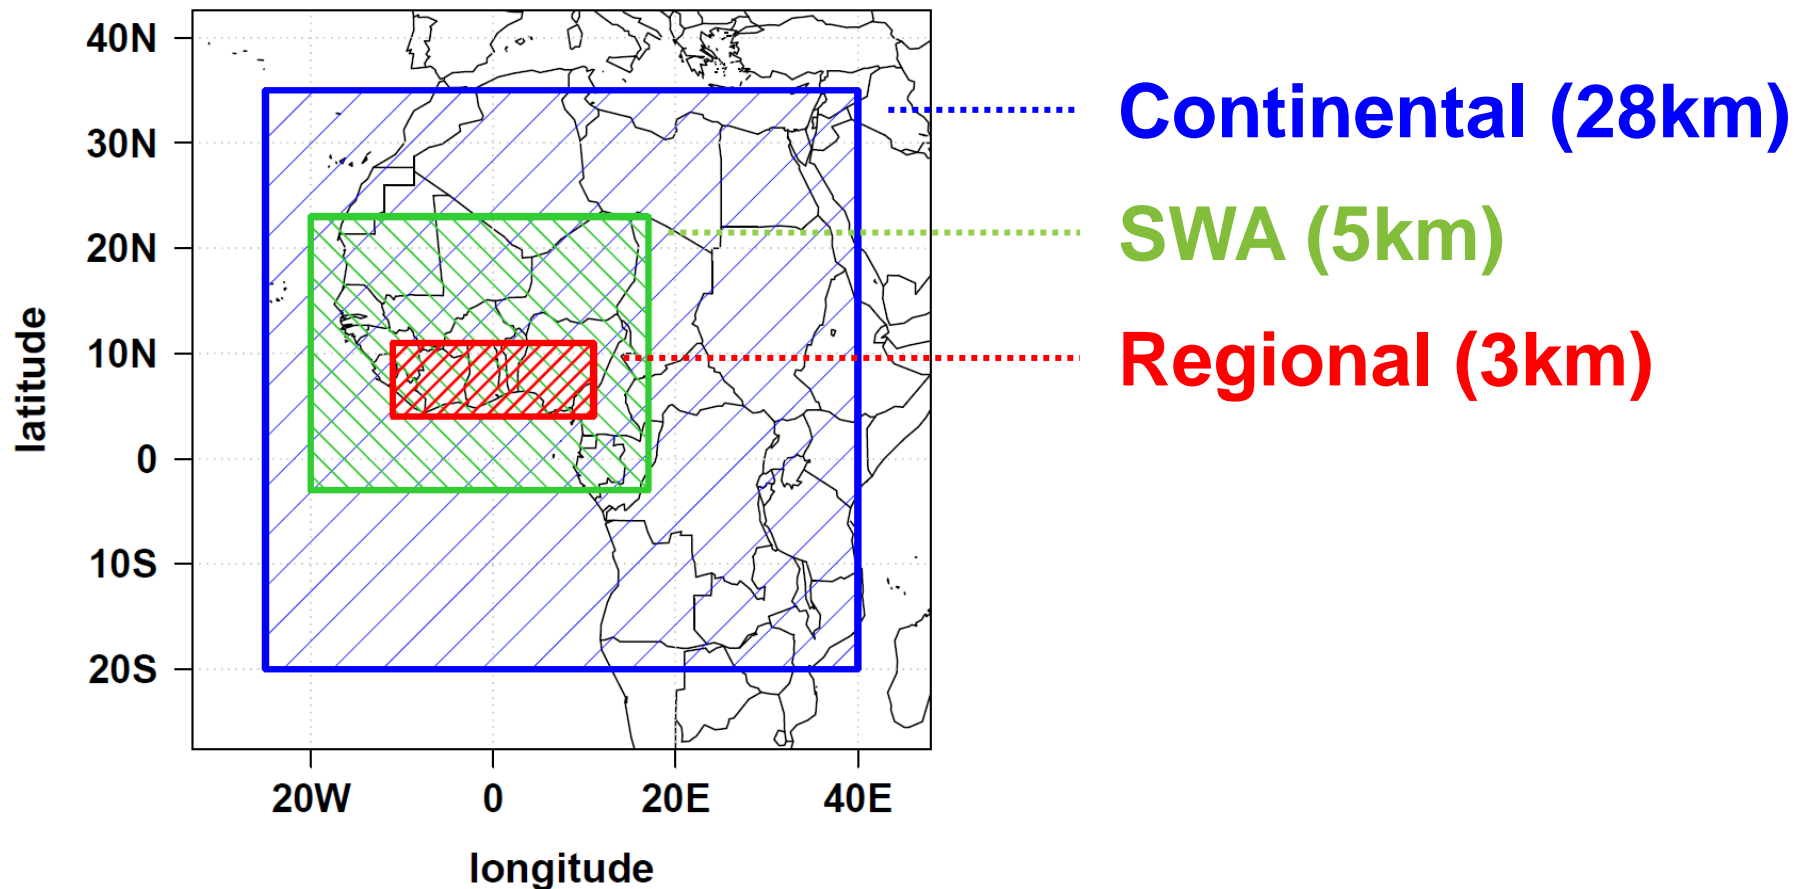 40N
30N
20N
10N
0
10S
20S
latitude
20W 0 20E 40E
longitude
Continental (28km)
SWA (5km)
Regional (3km)